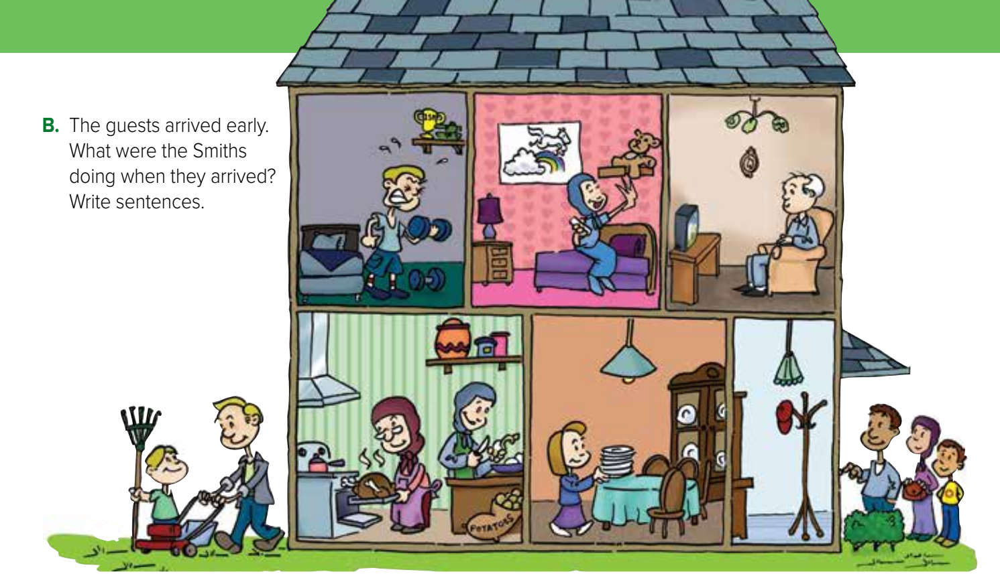 B. The guests arrived early.
What were the Smiths
doing when they arrived?
Write sentences.
POTATOES